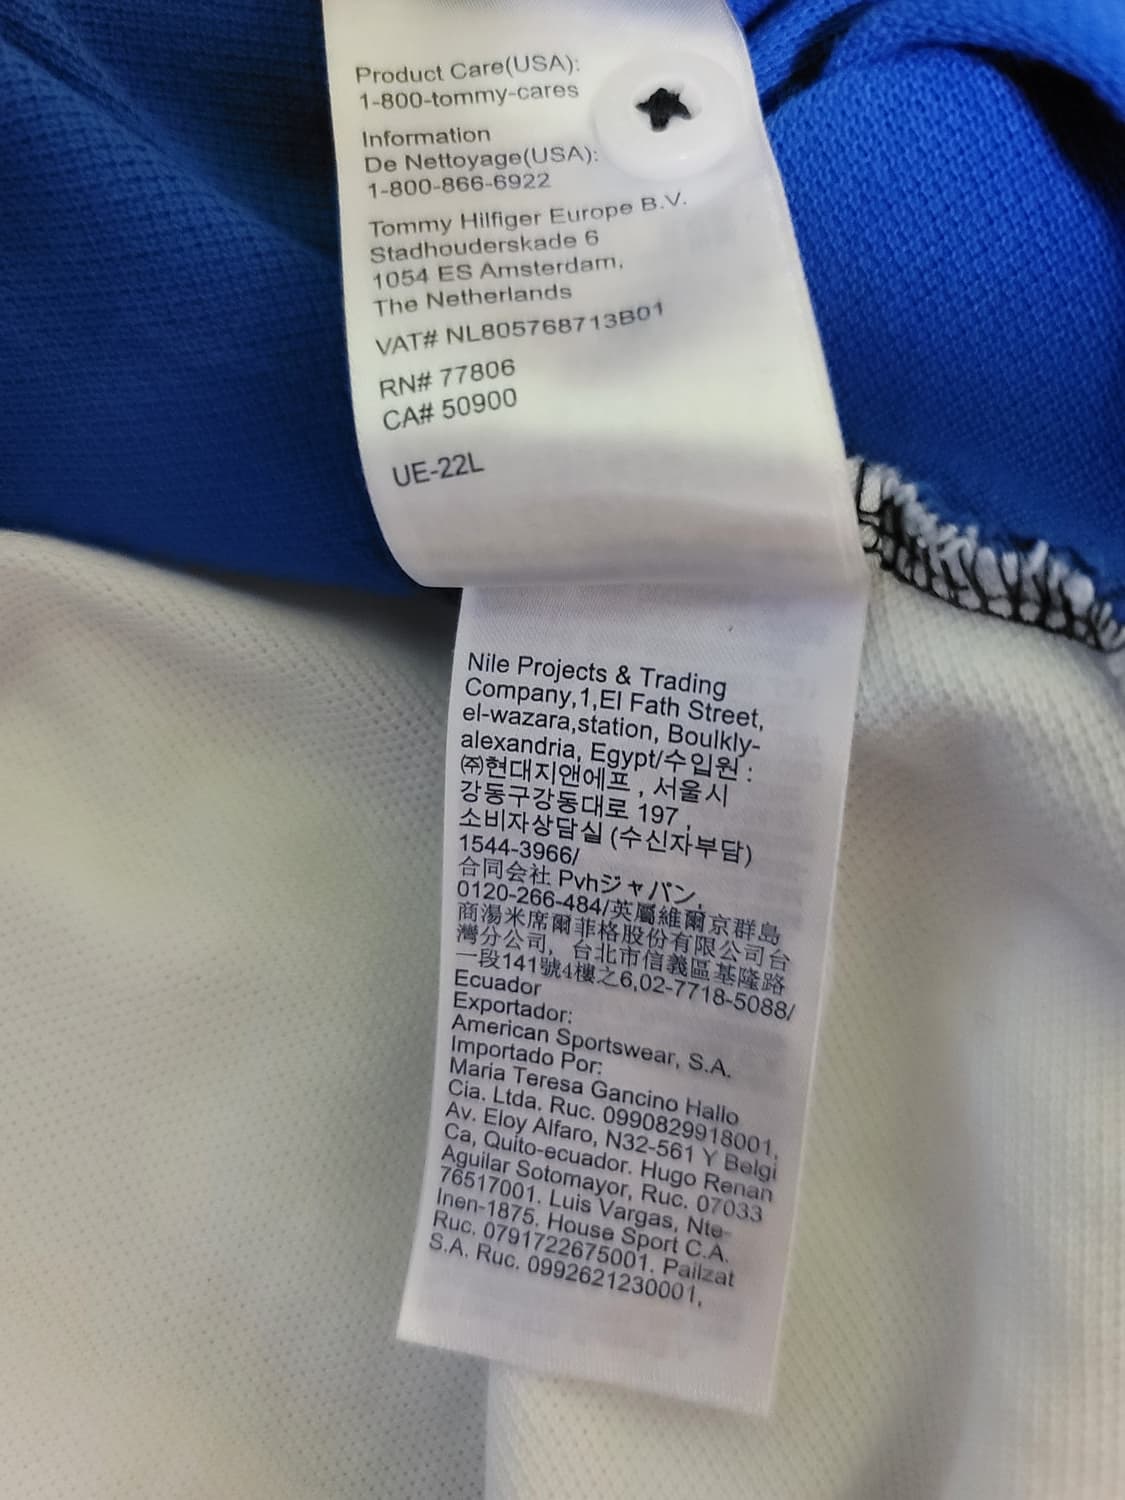 Product Care(USA):
1-800-tommy-cares
Information
De Nettoyage(USA):
1-800-866-6922
Tommy Hilfiger Europe B.V.
Stadhouderskade 6
1054 ES Amsterdam,
The Netherlands
VAT# NL805768713B01
RN# 77806
CA# 50900
UE-22L
Nile Projects & Trading
Company,1,El Fath Street,
el-wazara,station, Boulkly-
alexandria, Egypt/수입원 :
㈜현대지앤에프 , 서울시
강동구강동대로 197 ,
소비자상담실 (수신자부담)
1544-3966/
合同会社 Pvhジャパン,
0120-266-484/英屬維爾京群島
商湯米席爾菲格股份有限公司台
灣分公司, 台北市信義區基隆路
一段141號4樓之6,02-7718-5088/
Ecuador
Exportador:
American Sportswear, S.A.
Importado Por:
Maria Teresa Gancino Hallo
Cia. Ltda. Ruc. 0990829918001,
Av. Eloy Alfaro, N32-561 Y Belgi
Ca, Quito-ecuador. Hugo Renan
Aguilar Sotomayor, Ruc. 07033
76517001. Luis Vargas, Nte-
Inen-1875. House Sport C.A.
Ruc. 0791722675001. Pailzat
S.A. Ruc. 0992621230001,